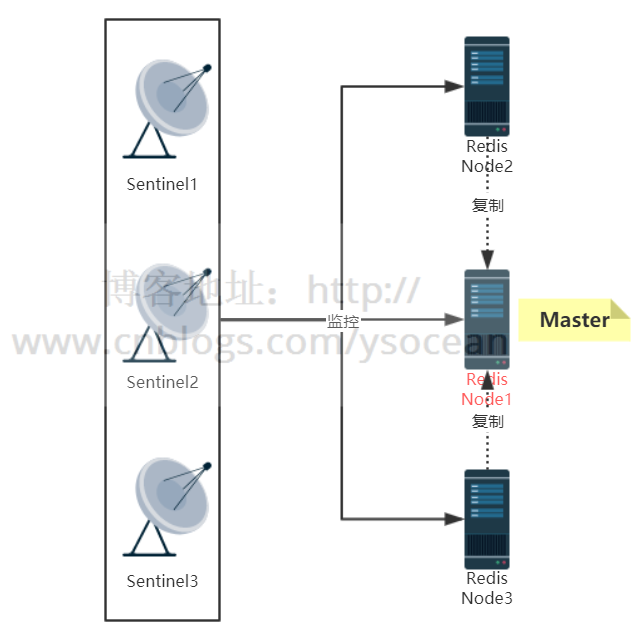 Sentinel1
Redis
Node2
复制
博客地址：http://
Master
监控
www.cnblogs.com/ysocean
Sentinel2
Redis
Node1
复制
Sentinel3
Redis
Node3